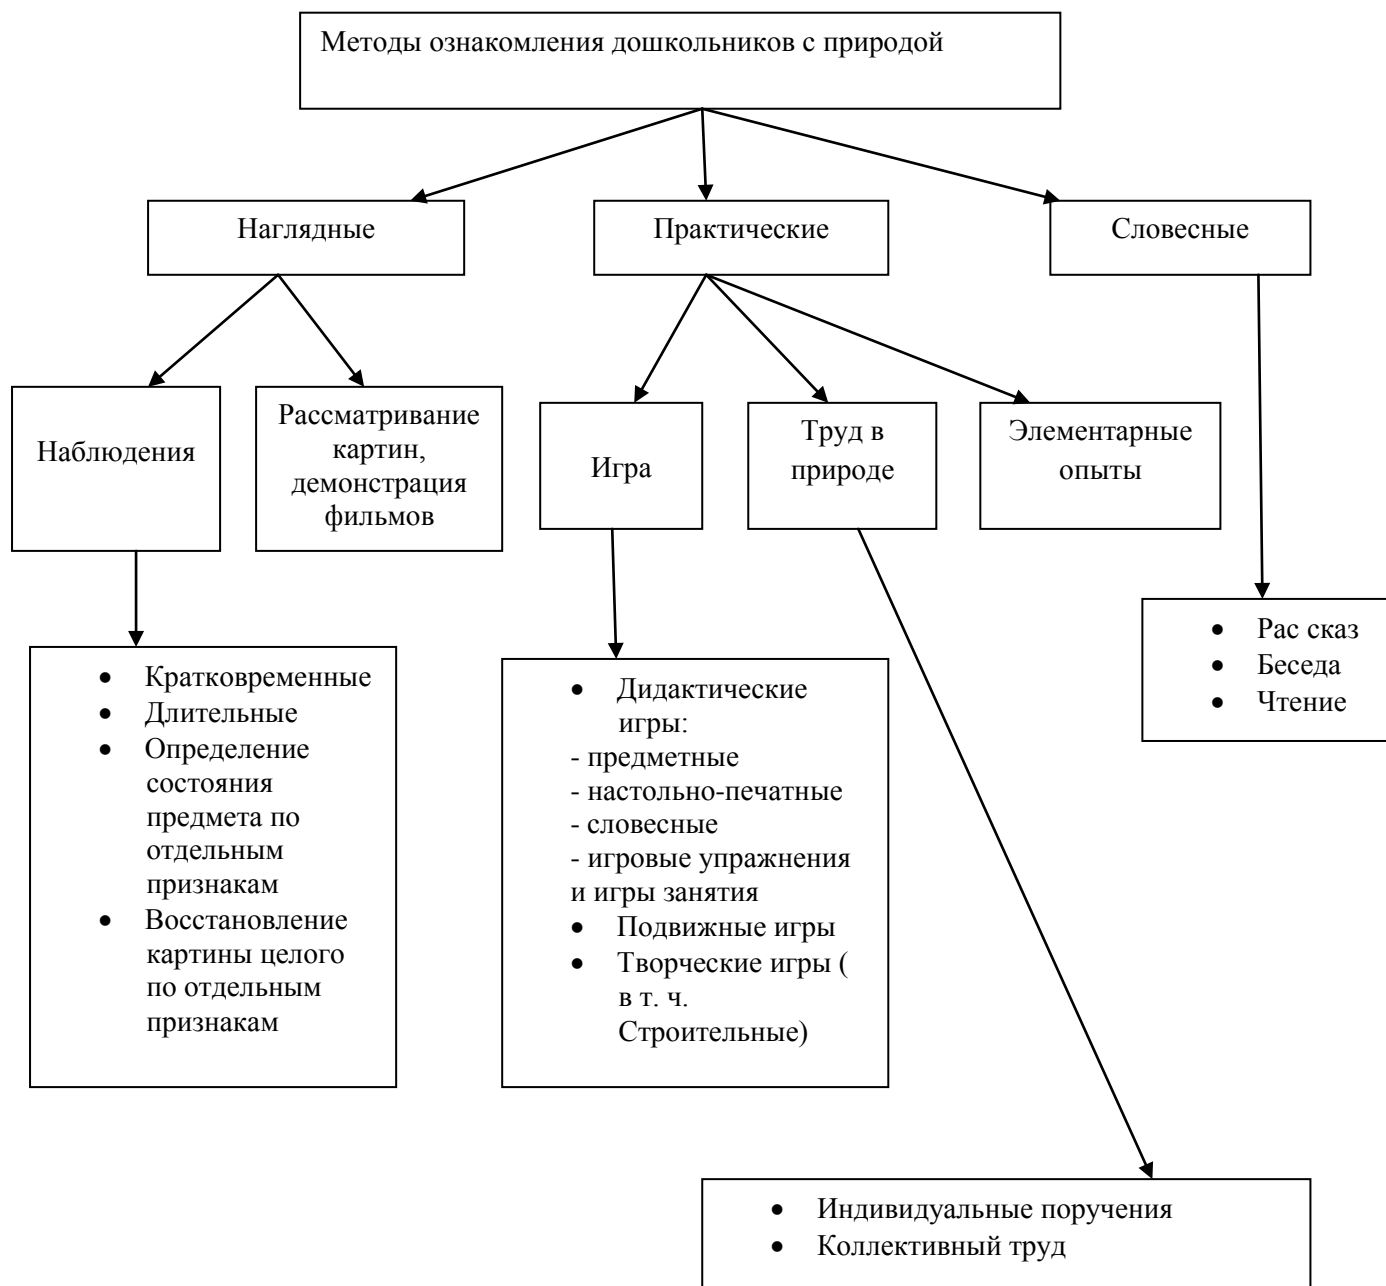 Методы ознакомления дошкольников с природой
Наглядные
Практические
Словесные
Наблюдения
Рассматривание
картин,
демонстрация
фильмов
Игра
Труд в
природе
Элементарные
опыты
• Рас сказ
• Беседа
• Чтение
• Кратковременные
• Длительные
• Определение
состояния
предмета по
отдельным
признакам
• Восстановление
картины целого
по отдельным
признакам
• Дидактические
игры:
- предметные
- настольно-печатные
- словесные
- игровые упражнения
и игры занятия
• Подвижные игры
• Творческие игры (
в т. ч.
Строительные)
• Индивидуальные поручения
• Коллективный труд